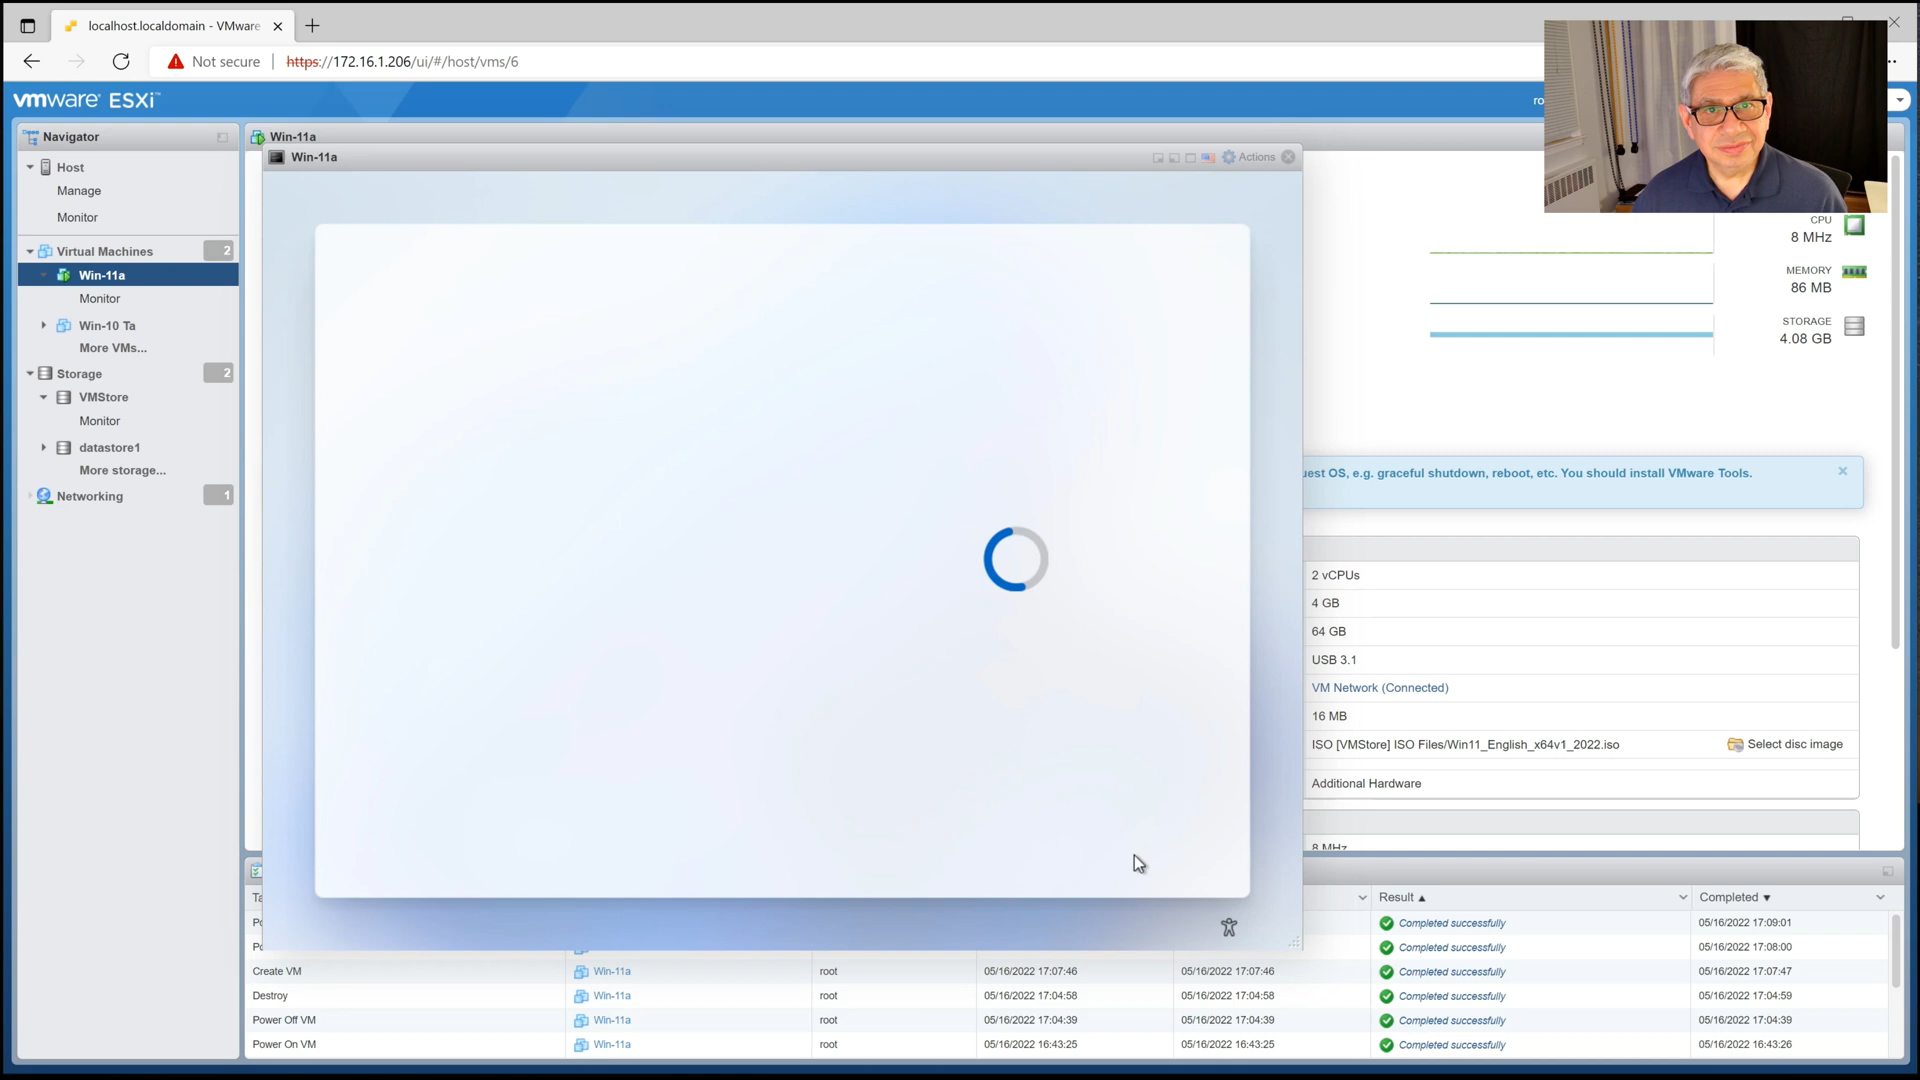 localhost.localdomain - VMware
Not secure
https://172.16.1.206/ui/#/host/vms/6
vmware ESXi™
Navigator
Host
Manage
Monitor
Virtual Machines
2
Win-11a
Monitor
Win-10 Ta
More VMs...
Storage
2
VMStore
Monitor
datastore1
More storage...
Networking
1
Win-11a
Win-11a
Actions
CPU
8 MHz
MEMORY
86 MB
STORAGE
4.08 GB
OS, e.g. graceful shutdown, reboot, etc. You should install VMware Tools.
2 vCPUs
4 GB
64 GB
USB 3.1
VM Network (Connected)
16 MB
ISO [VMStore] ISO Files/Win11_English_x64v1_2022.iso
Select disc image
Additional Hardware
8 MHz
Result
Completed
Completed successfully 05/16/2022 17:09:01
Completed successfully 05/16/2022 17:08:00
Create VM Win-11a root 05/16/2022 17:07:46 05/16/2022 17:07:46 Completed successfully 05/16/2022 17:07:47
Destroy Win-11a root 05/16/2022 17:04:58 05/16/2022 17:04:58 Completed successfully 05/16/2022 17:04:59
Power Off VM Win-11a root 05/16/2022 17:04:39 05/16/2022 17:04:39 Completed successfully 05/16/2022 17:04:39
Power On VM Win-11a root 05/16/2022 16:43:25 05/16/2022 16:43:25 Completed successfully 05/16/2022 16:43:26